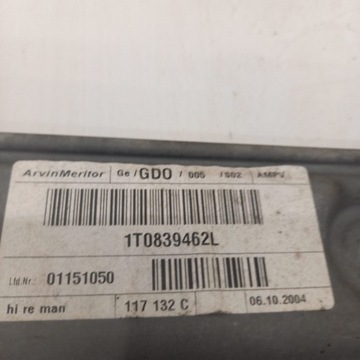 ArvinMeritor Ge / GDO / 005 / S02 / AMPV
1T0839462L
Lfd.Nr.: 01151050
hi re man 117 132 C 06.10.2004